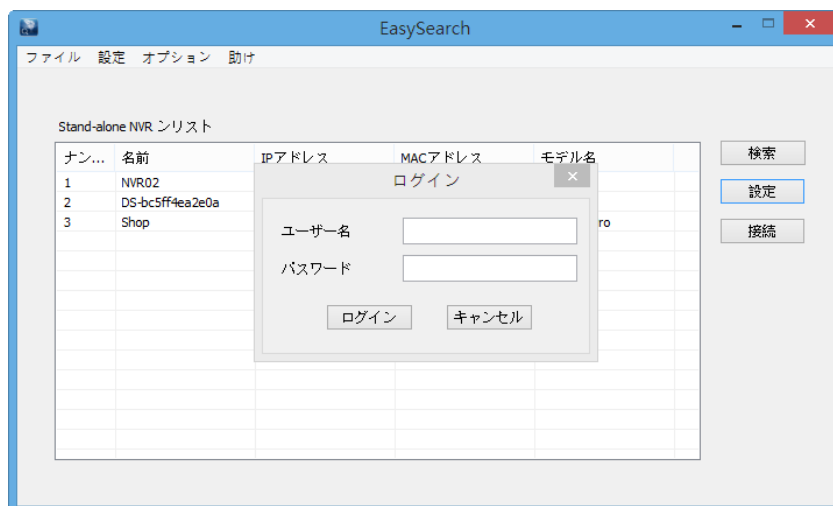 EasySearch
ファイル 設定 オプション 助け
Stand-alone NVR ンリスト
ナン... 名前 IPアドレス MACアドレス モデル名
検索
設定
接続
1 NVR02
2 DS-bc5ff4ea2e0a
3 Shop ro
ログイン
ユーザー名
パスワード
ログイン キャンセル